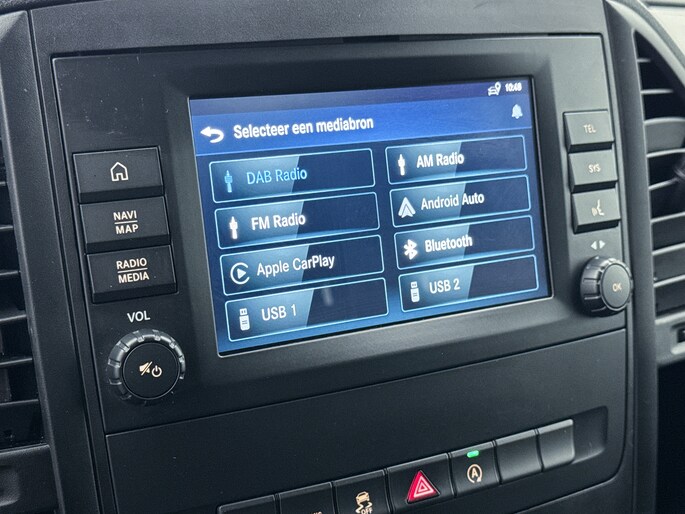 10:48
Selecteer een mediabron
DAB Radio
AM Radio
FM Radio
Android Auto
Apple CarPlay
Bluetooth
USB 1
USB 2
NAVI
MAP
RADIO
MEDIA
VOL
TEL
SYS
OK
OFF
A